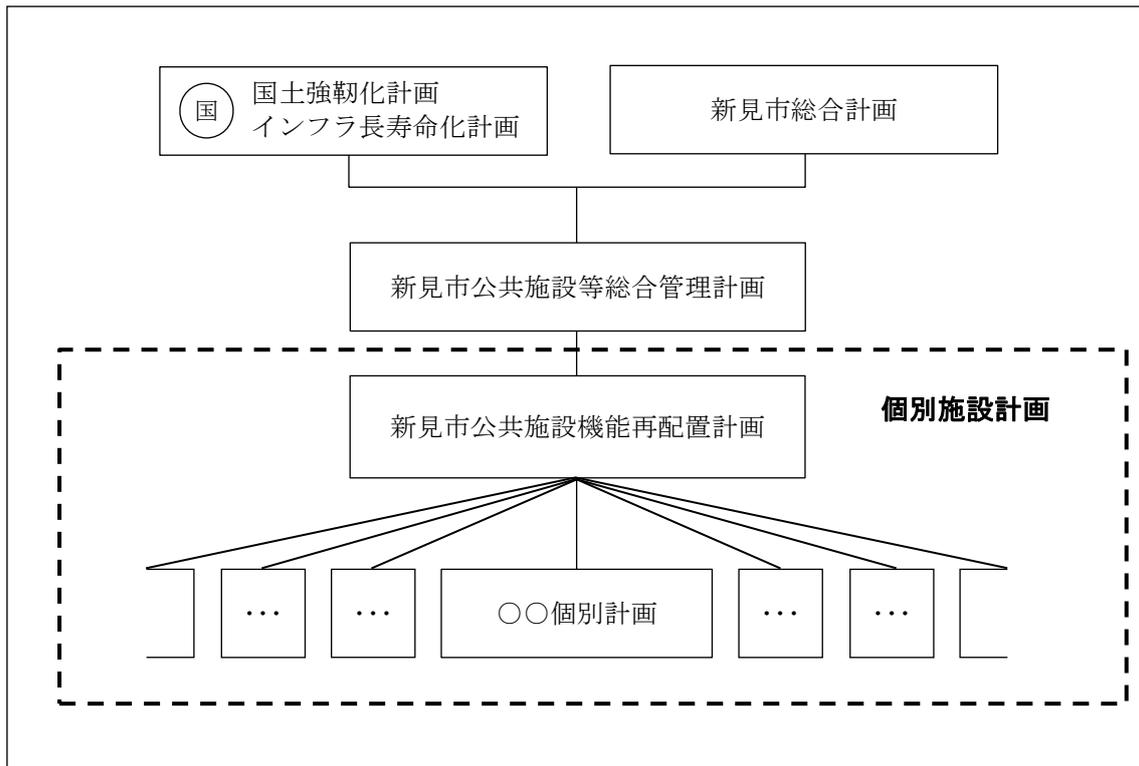 国
国土強靭化計画
インフラ長寿命化計画
新見市総合計画
新見市公共施設等総合管理計画
新見市公共施設機能再配置計画
個別施設計画
…
…
○○個別計画
…
…